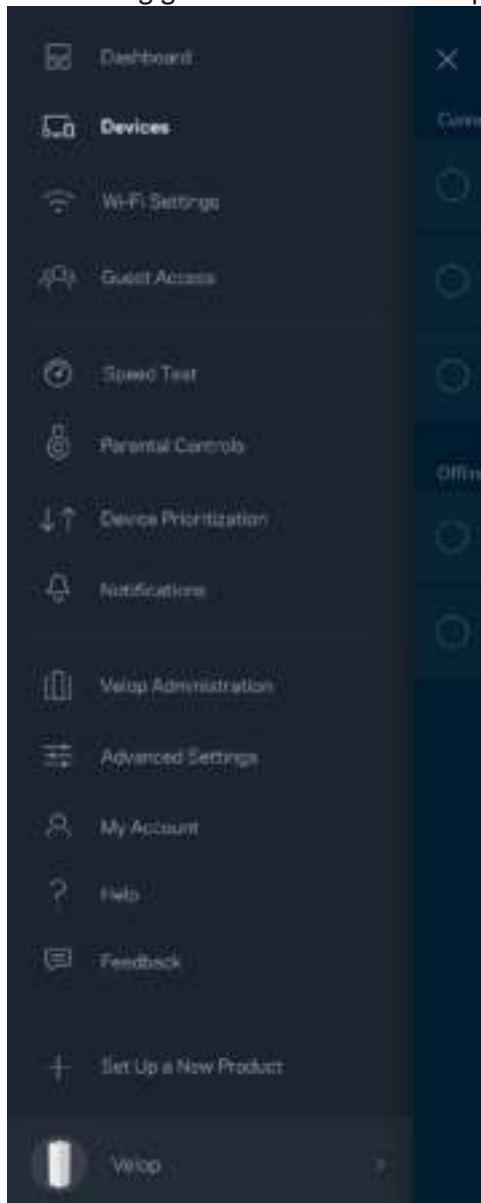 Dashboard
Devices
Wi-Fi Settings
Guest Access
Speed Test
Parental Controls
Device Prioritization
Notifications
Velop Administration
Advanced Settings
My Account
Help
Feedback
Set Up a New Product
Velop